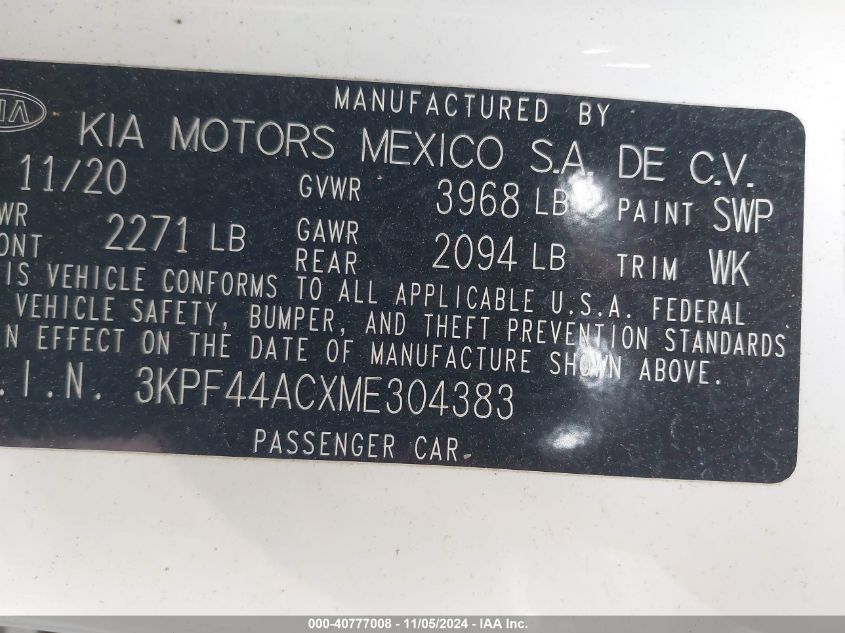 MANUFACTURED BY
KIA MOTORS MEXICO S.A. DE C.V.
11/20 GVWR 3968 LB PAINT SWP
WR
ONT 2271 LB GAWR
REAR 2094 LB TRIM WK
IS VEHICLE CONFORMS TO ALL APPLICABLE U.S.A. FEDERAL
VEHICLE SAFETY, BUMPER, AND THEFT PREVENTION STANDARDS
N EFFECT ON THE DATE OF MANUFACTURE SHOWN ABOVE.
.I.N. 3KPF44ACXME304383
PASSENGER CAR
000-40777008 - 11/05/2024 - IAA Inc.